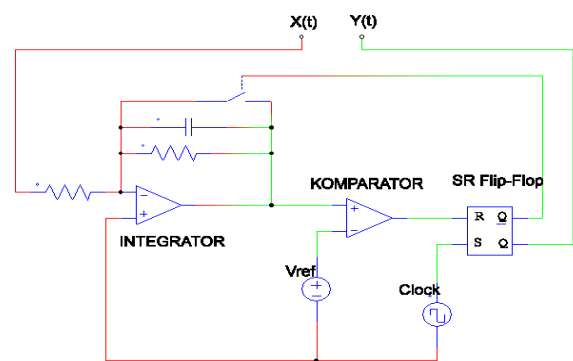 X(t) Y(t)
KOMPARATOR
SR Flip-Flop
R Q
S Q
INTEGRATOR
Vref
Clock